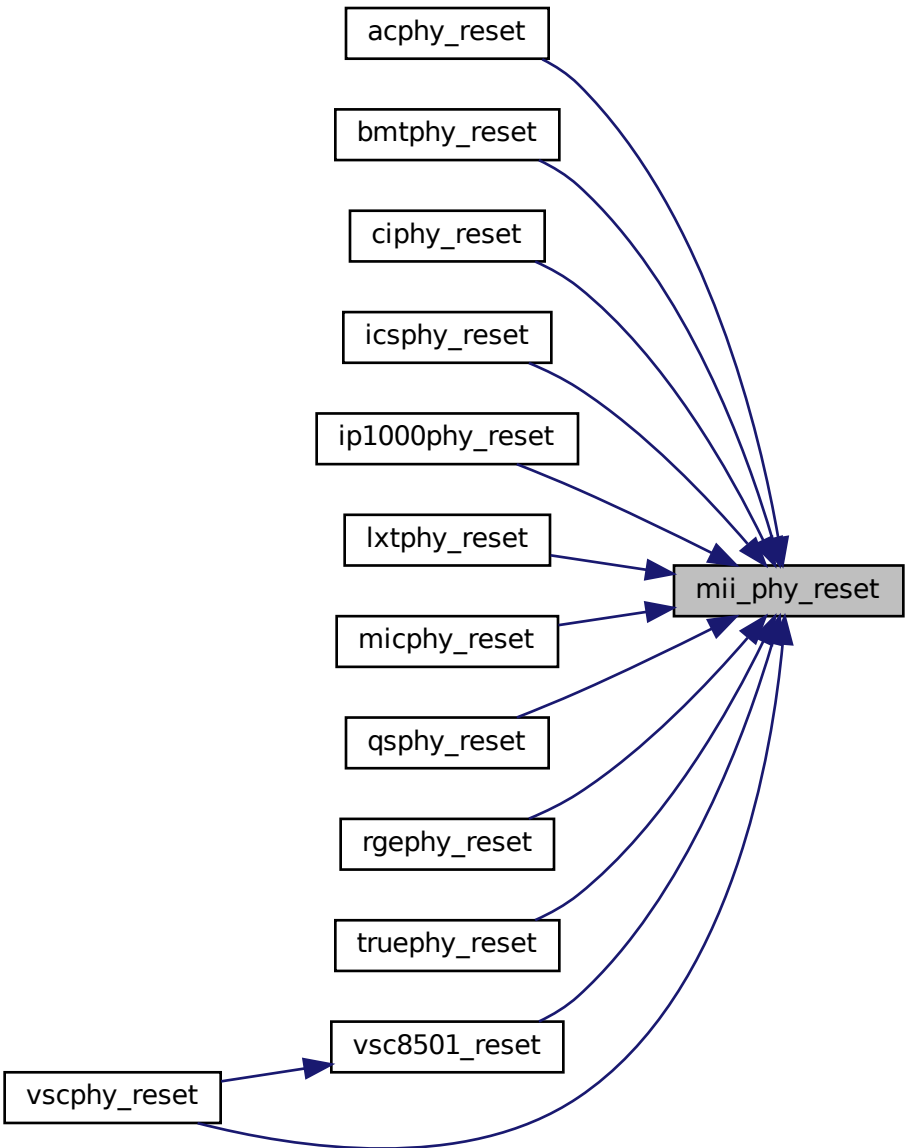 acphy_reset
bmtphy_reset
ciphy_reset
icsphy_reset
ip1000phy_reset
lxtphy_reset
mii_phy_reset
micphy_reset
qsphy_reset
rgephy_reset
truephy_reset
vsc8501_reset
vscphy_reset